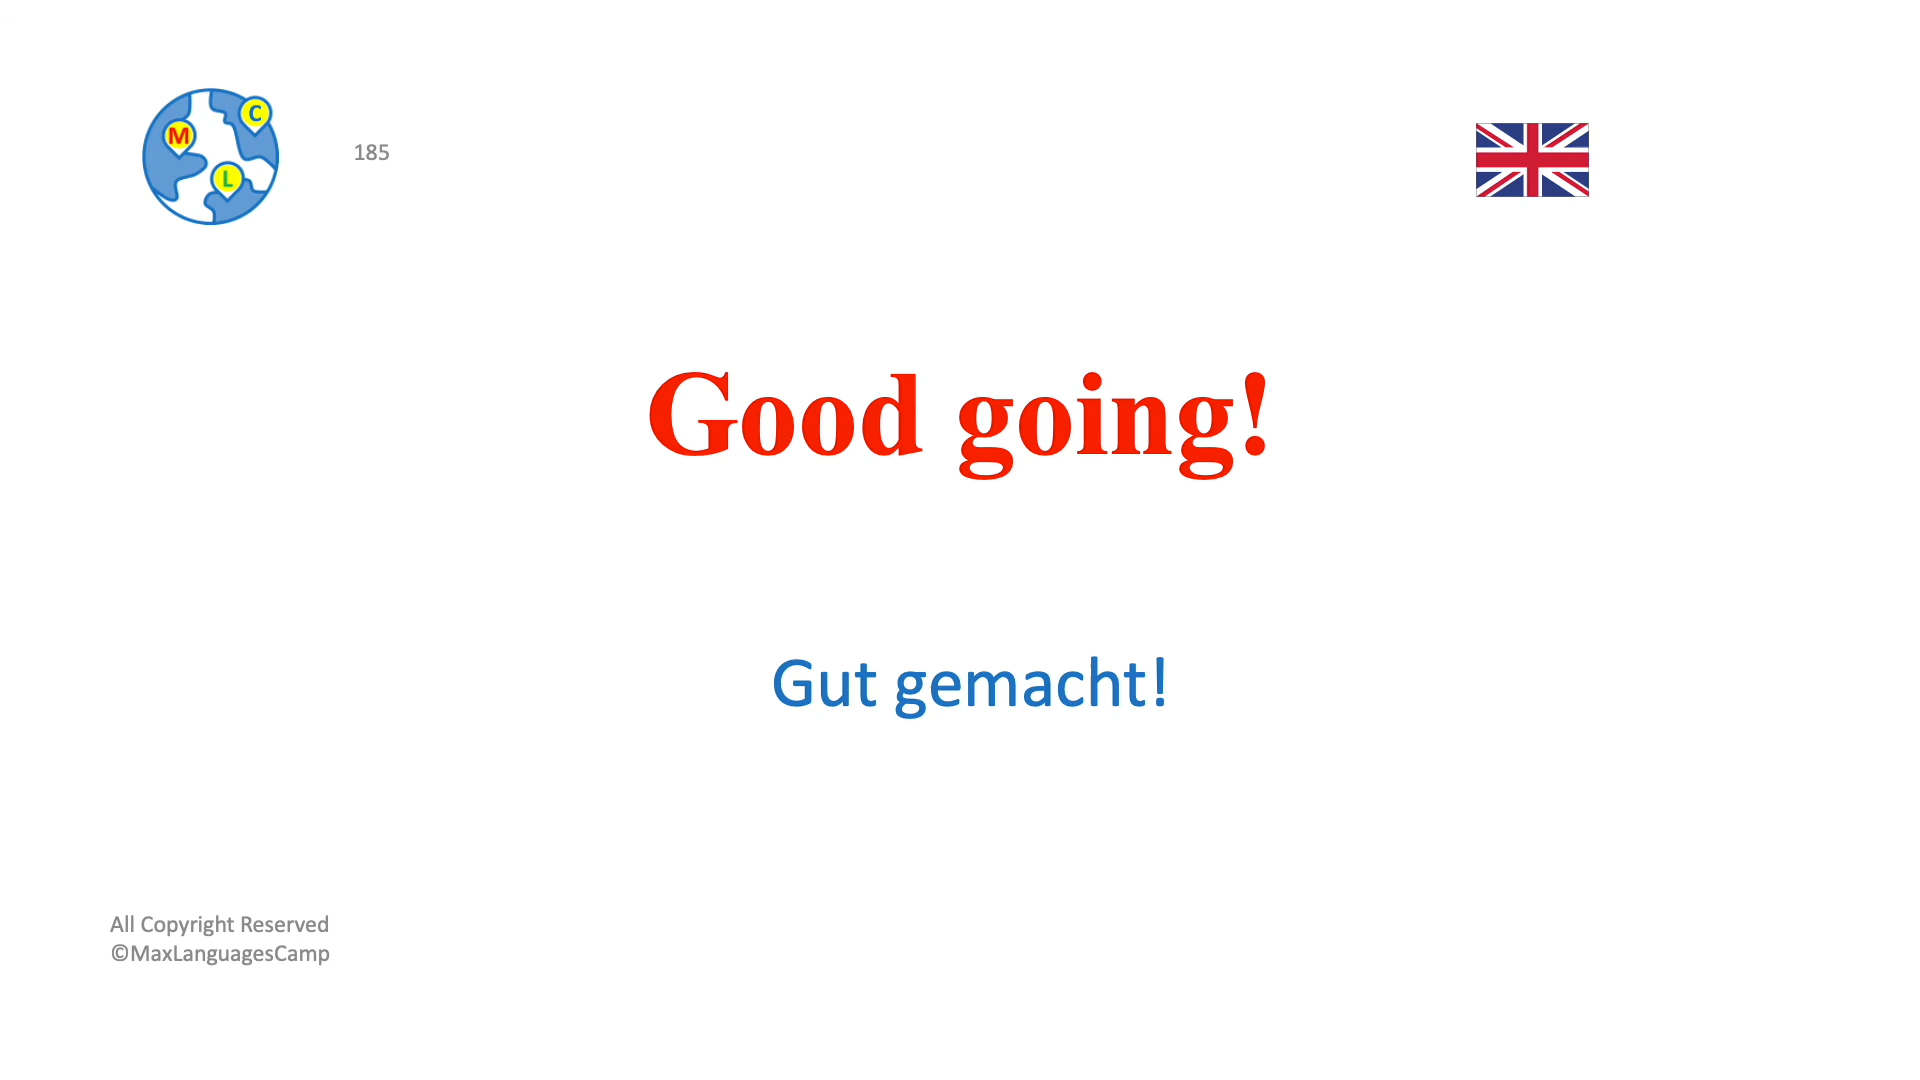 C
M
L
185
Good going!
Gut gemacht!
All Copyright Reserved
©MaxLanguagesCamp